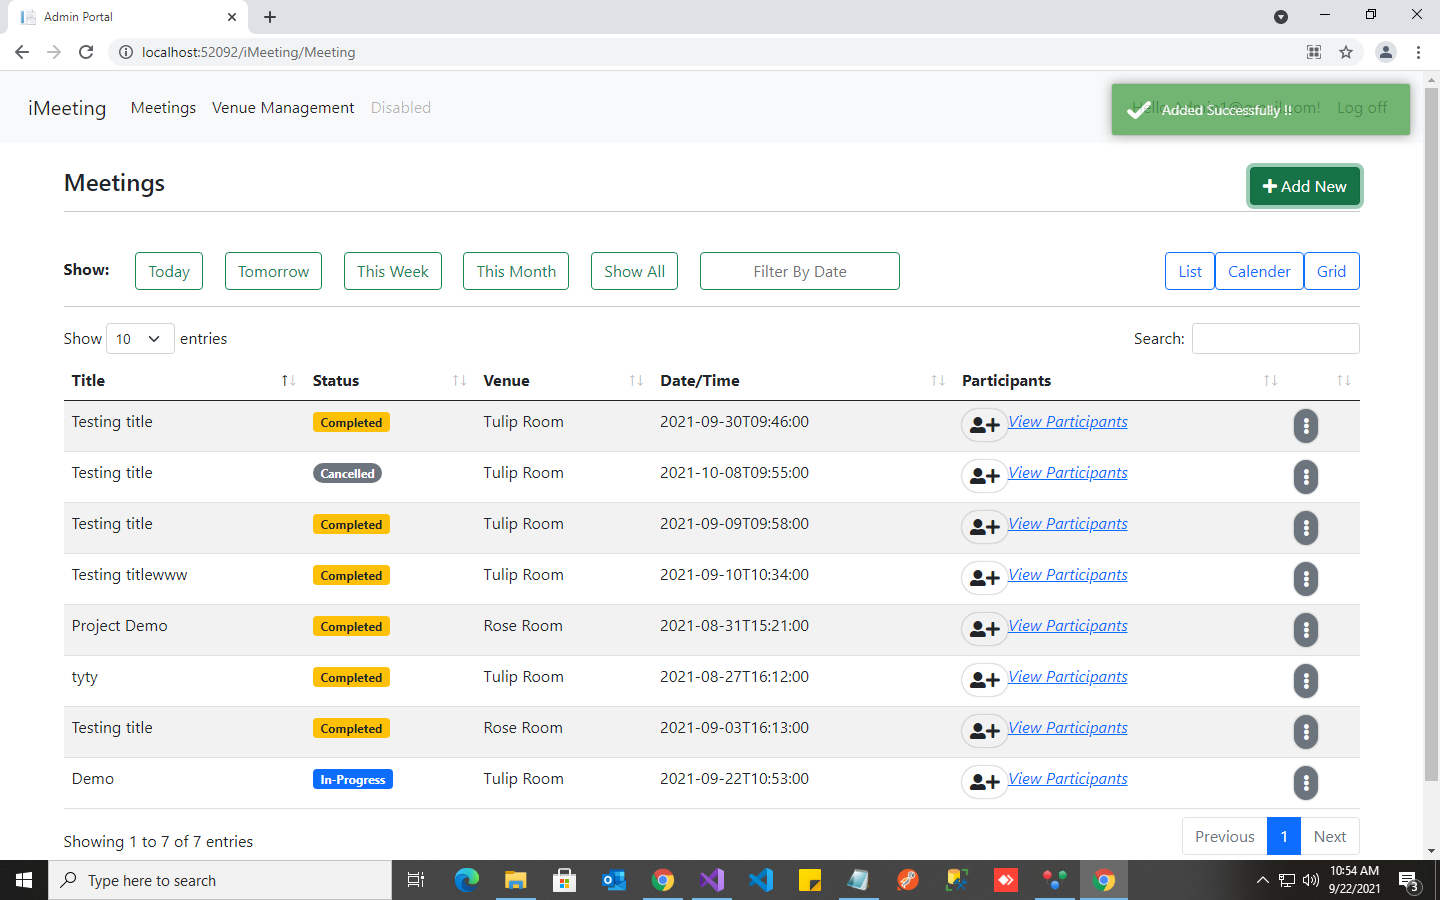 Admin Portal
localhost:52092/iMeeting/Meeting
iMeeting Meetings Venue Management Disabled
Added Successfully !!
Log off
Meetings
Add New
Show: Today Tomorrow This Week This Month Show All Filter By Date List Calender Grid
Show 10 entries Search:
Title Status Venue Date/Time Participants
Testing title Completed Tulip Room 2021-09-30T09:46:00 View Participants
Testing title Cancelled Tulip Room 2021-10-08T09:55:00 View Participants
Testing title Completed Tulip Room 2021-09-09T09:58:00 View Participants
Testing titlewww Completed Tulip Room 2021-09-10T10:34:00 View Participants
Project Demo Completed Rose Room 2021-08-31T15:21:00 View Participants
tyty Completed Tulip Room 2021-08-27T16:12:00 View Participants
Testing title Completed Rose Room 2021-09-03T16:13:00 View Participants
Demo In-Progress Tulip Room 2021-09-22T10:53:00 View Participants
Showing 1 to 7 of 7 entries Previous 1 Next
Type here to search
10:54 AM
9/22/2021
3